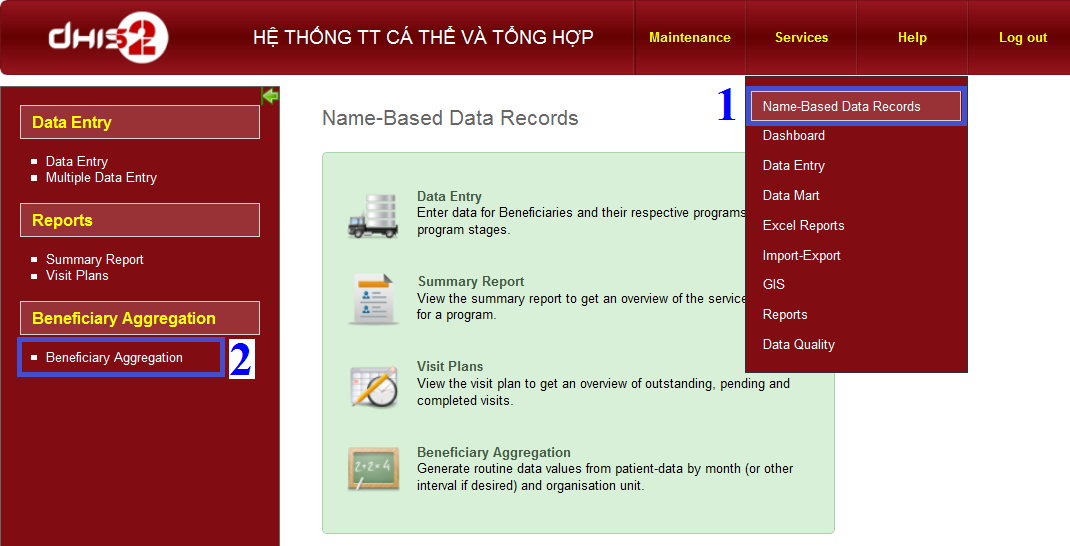 dhis2
HỆ THỐNG TT CÁ THỂ VÀ TỔNG HỢP
Maintenance
Services
Help
Log out
Data Entry
Data Entry
Multiple Data Entry
Reports
Summary Report
Visit Plans
Beneficiary Aggregation
Beneficiary Aggregation
2
Name-Based Data Records
Data Entry
Enter data for Beneficiaries and their respective programs
program stages.
Summary Report
View the summary report to get an overview of the service
for a program.
Visit Plans
View the visit plan to get an overview of outstanding, pending and
completed visits.
2+2=4
Beneficiary Aggregation
Generate routine data values from patient-data by month (or other
interval if desired) and organisation unit.
1
Name-Based Data Records
Dashboard
Data Entry
Data Mart
Excel Reports
Import-Export
GIS
Reports
Data Quality